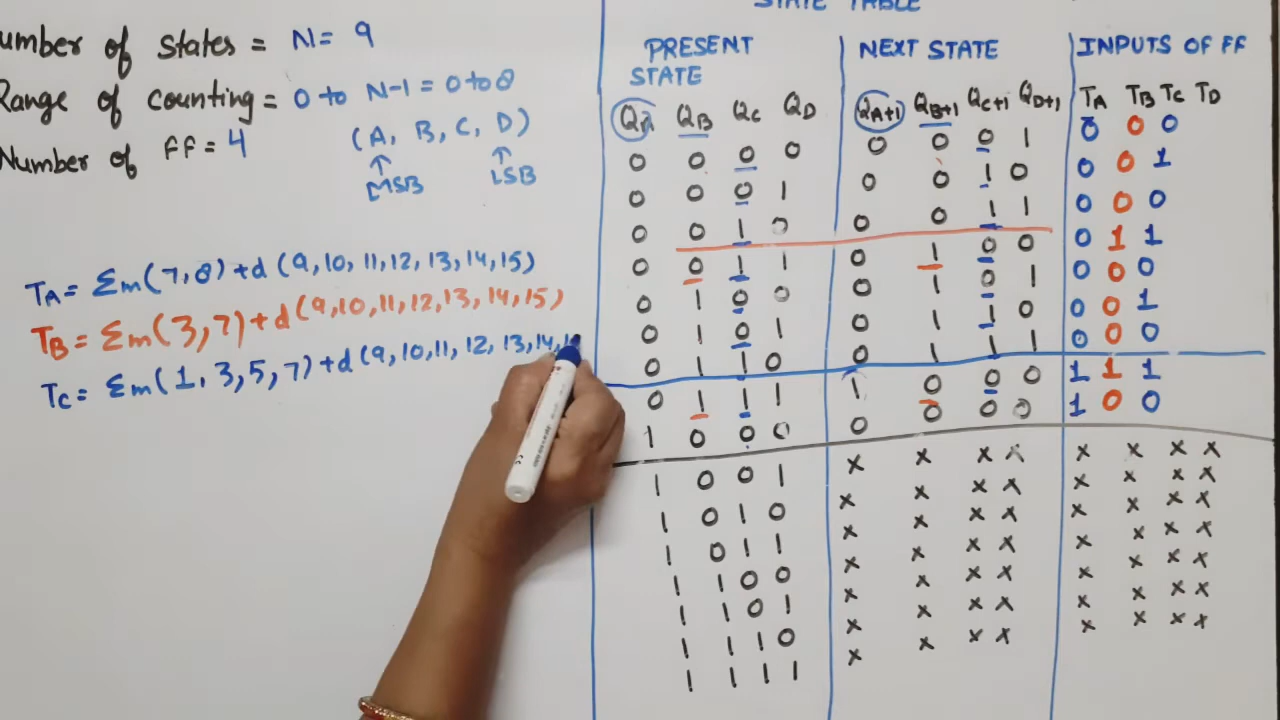 umber of states = N= 9
Range of counting = 0 to N-1 = 0 to 8
Number of FF = 4 (A, B, C, D)
↑ ↑
MSB LSB
TA = Σm(7,8)+d(9,10,11,12,13,14,15)
TB = Σm(3,7)+d(9,10,11,12,13,14,15)
TC = Σm(1,3,5,7)+d(9,10,11,12,13,14,1
STATE TABLE
PRESENT STATE NEXT STATE INPUTS OF FF
QA QB QC QD QA+1 QB+1 QC+1 QD+1 TA TB TC TD
0 0 0 0 0 0 0 1 0 0 0
0 0 0 1 0 0 1 0 0 0 1
0 0 1 0 0 0 1 1 0 0 0
0 0 1 1 0 1 0 0 0 1 1
0 1 0 0 0 1 0 1 0 0 0
0 1 0 1 0 1 1 0 0 0 1
0 1 1 0 0 1 1 1 0 0 0
0 1 1 1 1 0 0 0 1 1 1
1 0 0 0 0 0 0 0 1 0 0
1 0 0 1 x x x x x x x x
1 0 1 0 x x x x x x x x
1 0 1 1 x x x x x x x x
1 1 0 0 x x x x x x x x
1 1 0 1 x x x x x x x x
1 1 1 0 x x x x x x x x
1 1 1 1 x x x x x x x x